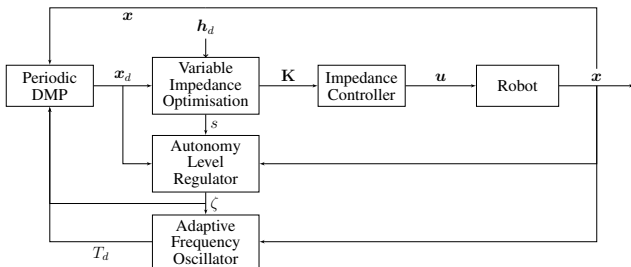 x
h_d
Periodic
DMP
x_d
Variable
Impedance
Optimisation
K
Impedance
Controller
u
Robot
x
s
Autonomy
Level
Regulator
ζ
Adaptive
Frequency
Oscillator
T_d